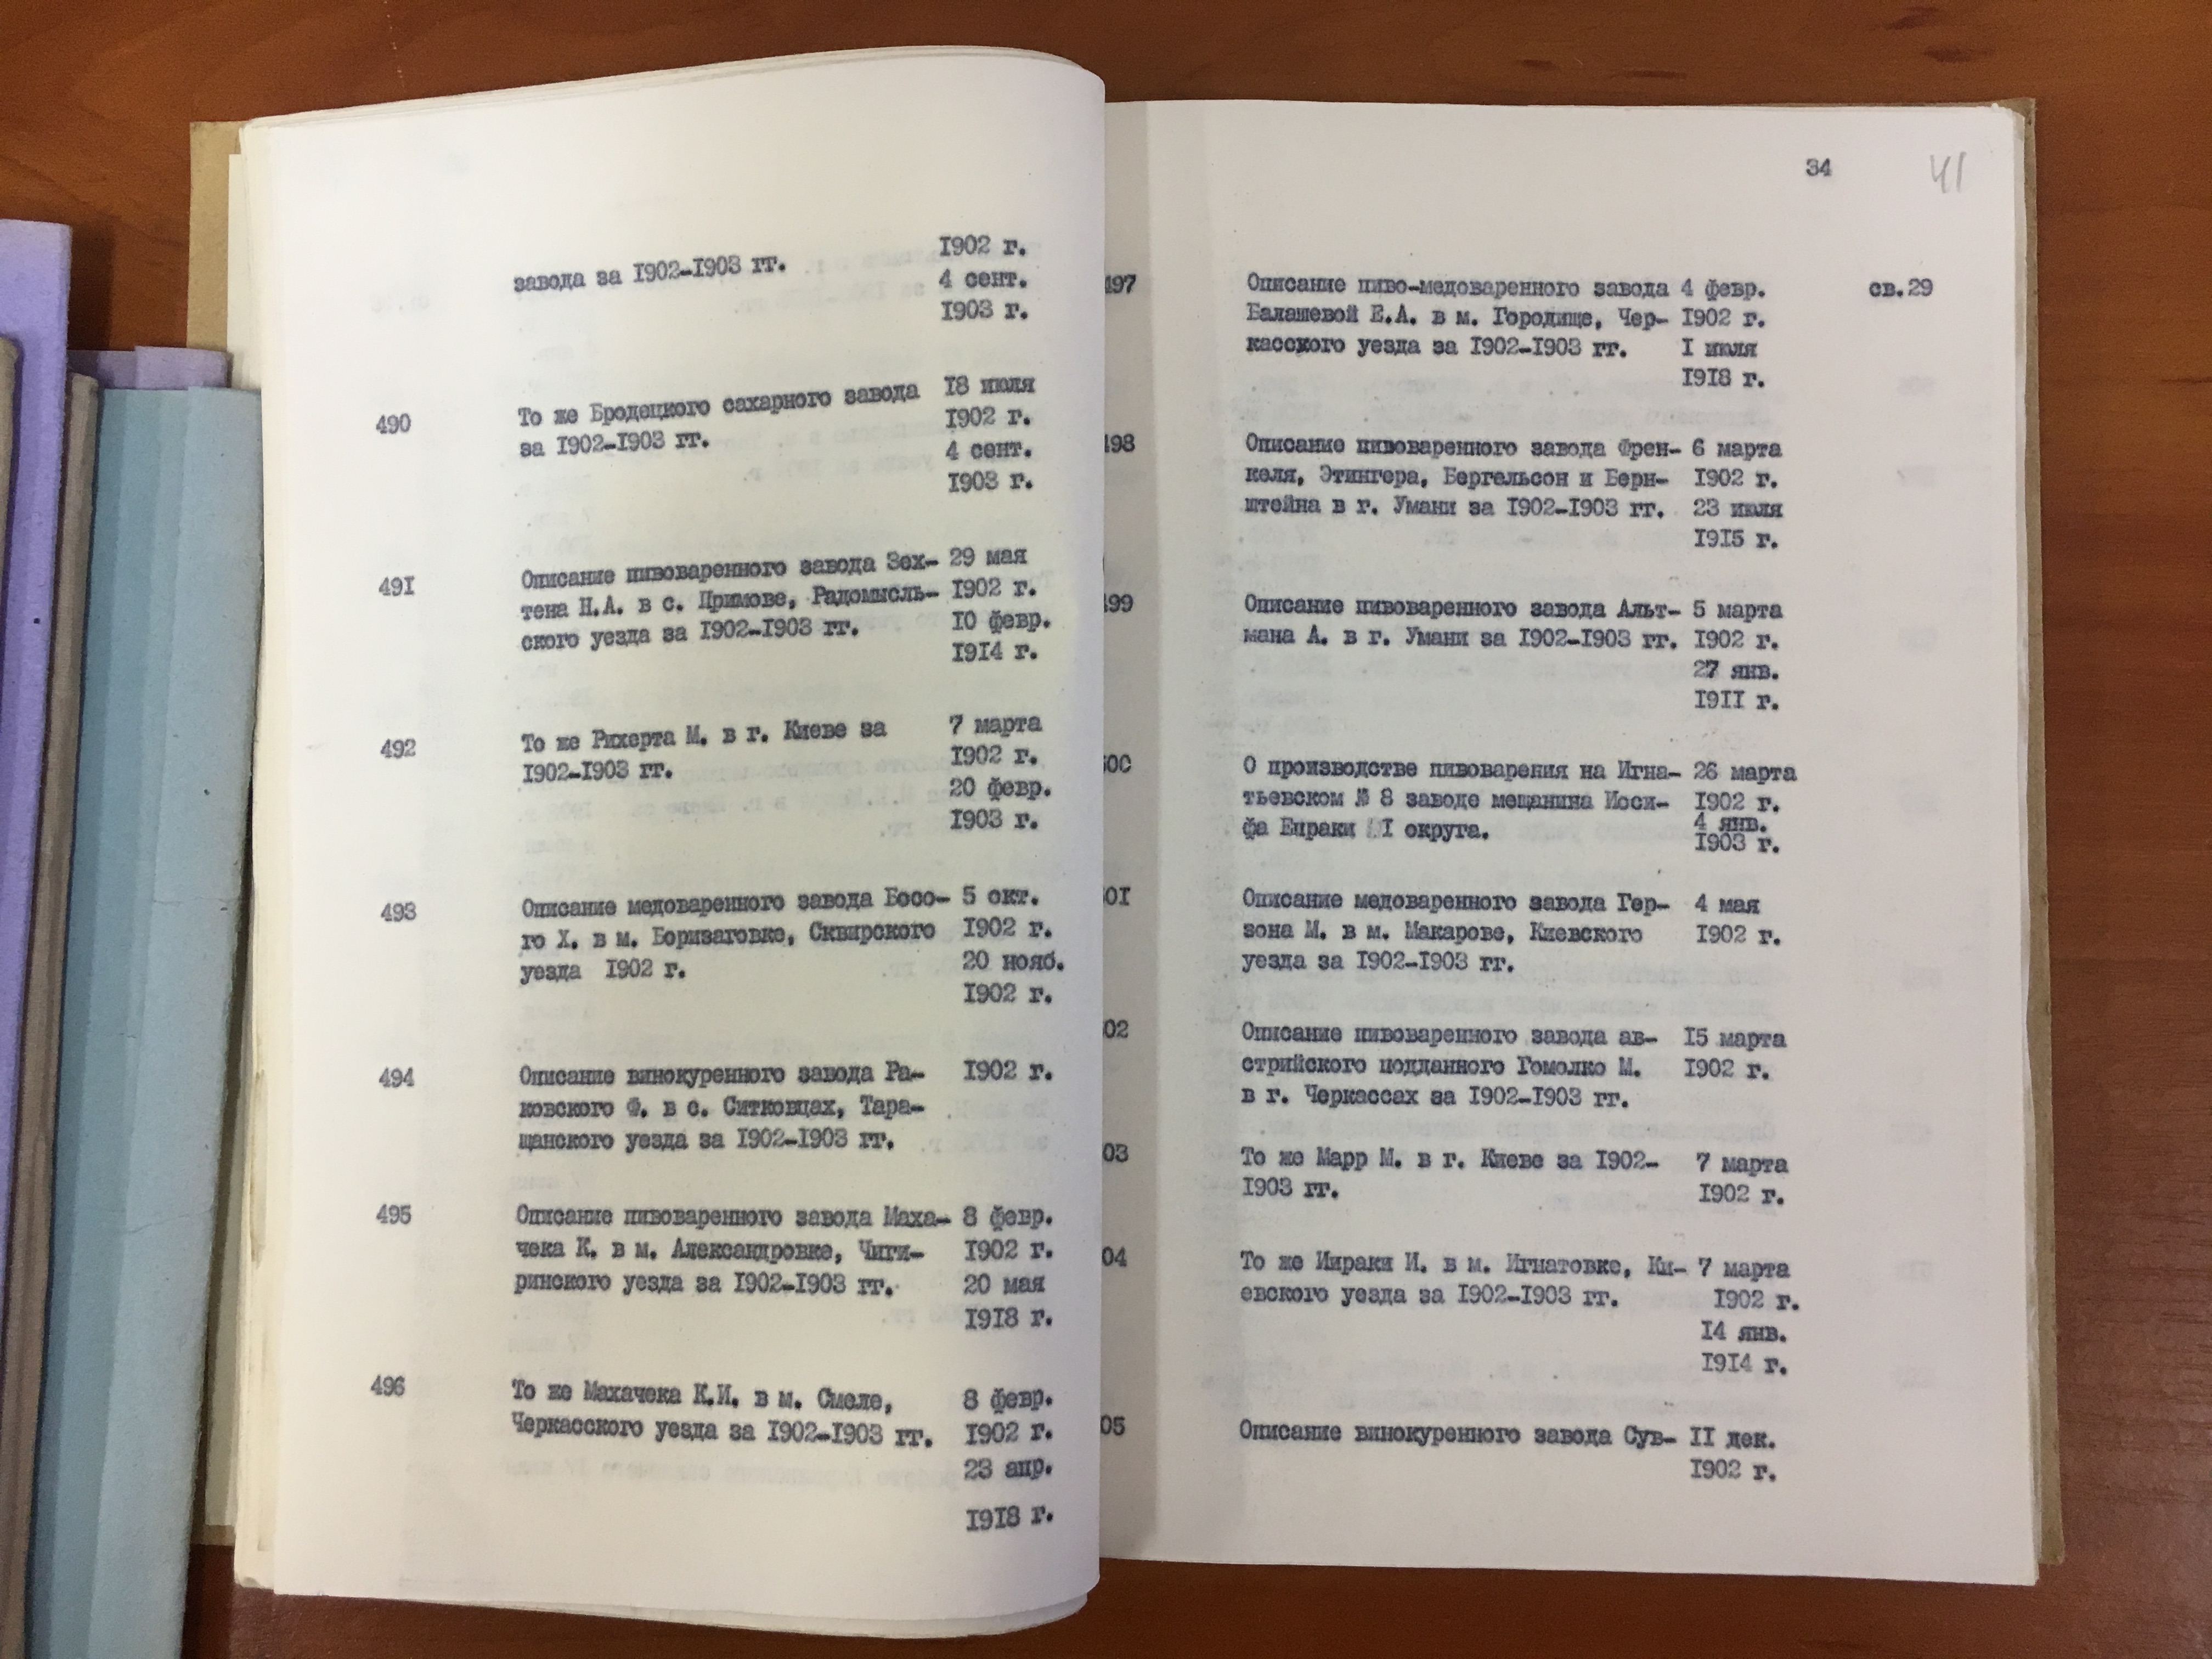 завода за 1902-1903 гг. 1902 г.
4 сент.
1903 г.
490 То же Бродецкого сахарного завода 18 июля
за 1902-1903 гг. 1902 г.
4 сент.
1903 г.
491 Описание пивоваренного завода Зех- 29 мая
тена Н.А. в с. Примове, Радомысль- 1902 г.
ского уезда за 1902-1903 гг. 10 февр.
1914 г.
492 То же Рихерта М. в г. Киеве за 7 марта
1902-1903 гг. 1902 г.
20 февр.
1903 г.
493 Описание медоваренного завода Босо- 5 окт.
го Х. в м. Боризаговке, Сквирского 1902 г.
уезда 1902 г. 20 нояб.
1902 г.
494 Описание винокуренного завода Ра- 1902 г.
ковского Ф. в с. Ситковцах, Тара-
щанского уезда за 1902-1903 гг.
495 Описание пивоваренного завода Маха- 8 февр.
чека К. в м. Александровке, Чиги- 1902 г.
ринского уезда за 1902-1903 гг. 20 мая
1918 г.
496 То же Махачека К.И. в м. Смеле, 8 февр.
Черкасского уезда за 1902-1903 гг. 1902 г.
23 апр.
1918 г.
34 41
497 Описание пиво-медоваренного завода 4 февр. св.29
Балашевой Е.А. в м. Городище, Чер- 1902 г.
касского уезда за 1902-1903 гг. 1 июля
1918 г.
498 Описание пивоваренного завода Френ- 6 марта
келя, Этингера, Бергельсон и Берн- 1902 г.
штейна в г. Умани за 1902-1903 гг. 23 июля
1915 г.
499 Описание пивоваренного завода Альт- 5 марта
мана А. в г. Умани за 1902-1903 гг. 1902 г.
27 янв.
1911 г.
500 О производстве пивоварения на Игна- 26 марта
тьевском № 8 заводе мещанина Иоси- 1902 г.
фа Епраки 1 округа. 4 янв.
1903 г.
501 Описание медоваренного завода Гер- 4 мая
зона М. в м. Макарове, Киевского 1902 г.
уезда за 1902-1903 гг.
02 Описание пивоваренного завода ав- 15 марта
стрийского подданного Гомолко М. 1902 г.
в г. Черкассах за 1902-1903 гг.
03 То же Марр М. в г. Киеве за 1902- 7 марта
1903 гг. 1902 г.
04 То же Ипраки И. в м. Игнатовке, Ки- 7 марта
евского уезда за 1902-1903 гг. 1902 г.
14 янв.
1914 г.
05 Описание винокуренного завода Сув- 11 дек.
1902 г.